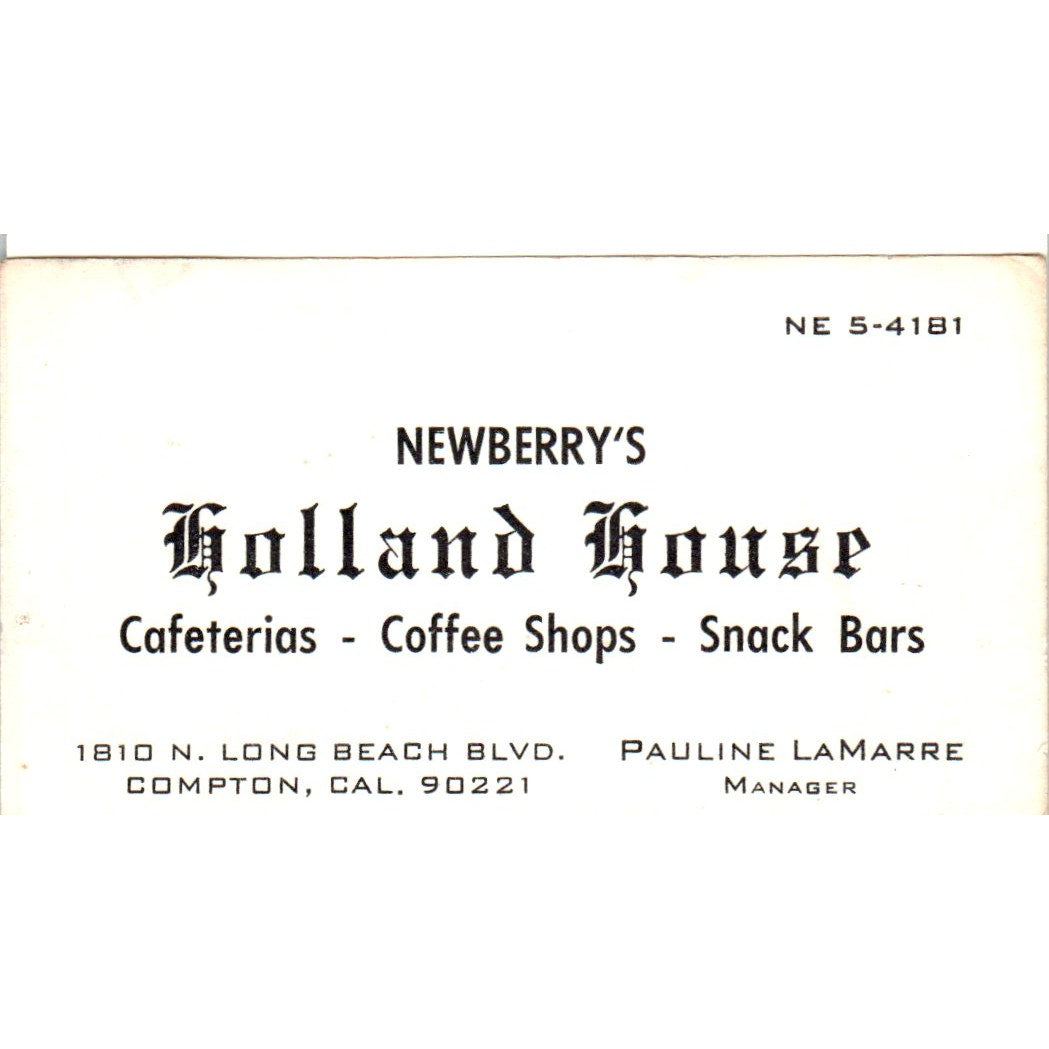 NE 5-4181
NEWBERRY'S
Holland House
Cafeterias - Coffee Shops - Snack Bars
1810 N. LONG BEACH BLVD.
COMPTON, CAL. 90221
PAULINE LAMARRE
MANAGER